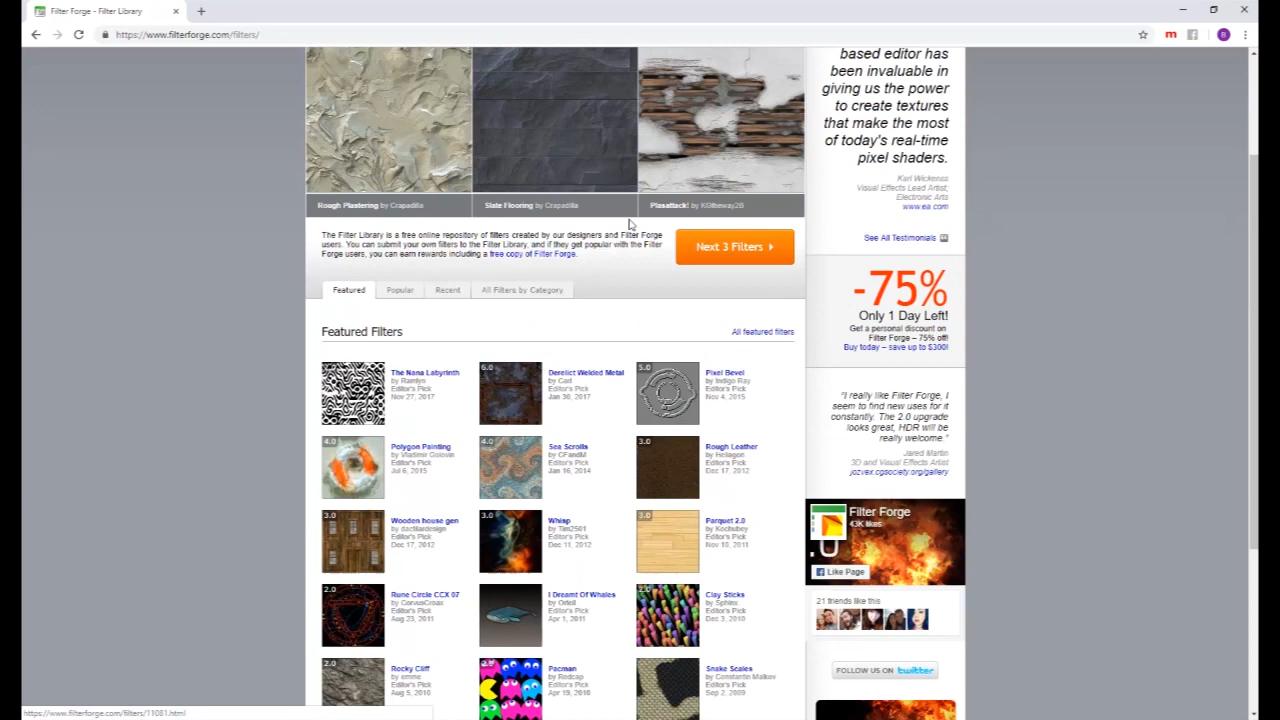 Filter Forge - Filter Library
https://www.filterforge.com/filters/
based editor has
been invaluable in
giving us the power
to create textures
that make the most
of today's real-time
pixel shaders.
Karl Wickenss
Visual Effects Lead Artist,
Electronic Arts
www.ea.com
See All Testimonials
Rough Plastering by Crapadilla
Slate Flooring by Crapadilla
Plasattack! by KGtheway2B
The Filter Library is a free online repository of filters created by our designers and Filter Forge
users. You can submit your own filters to the Filter Library, and if they get popular with the Filter
Forge users, you can earn rewards including a free copy of Filter Forge.
Next 3 Filters
Featured
Popular
Recent
All Filters by Category
Featured Filters
All featured filters
The Nana Labyrinth
by Ramlyn
Editor's Pick
Nov 27, 2017
6.0
Derelict Welded Metal
by Carl
Editor's Pick
Jan 30, 2017
5.0
Pixel Bevel
by Indigo Ray
Editor's Pick
Nov 4, 2015
4.0
Polygon Painting
by Vladimir Golovin
Editor's Pick
Jul 6, 2015
4.0
Sea Scrolls
by CFandM
Editor's Pick
Jan 16, 2014
3.0
Rough Leather
by Heliagon
Editor's Pick
Dec 17, 2012
3.0
Wooden house gen
by dactilardesign
Editor's Pick
Dec 17, 2012
3.0
Whisp
by Tim2501
Editor's Pick
Dec 11, 2012
3.0
Parquet 2.0
by Kochubey
Editor's Pick
Nov 10, 2011
2.0
Rune Circle CCX 07
by CorvusCroax
Editor's Pick
Aug 23, 2011
I Dreamt Of Whales
by Oriell
Editor's Pick
Apr 1, 2011
2.0
Clay Sticks
by Sphinx.
Editor's Pick
Dec 3, 2010
2.0
Rocky Cliff
by emme
Editor's Pick
Aug 5, 2010
2.0
Pacman
by Redcap
Editor's Pick
Apr 19, 2010
Snake Scales
by Constantin Malkov
Editor's Pick
Sep 2, 2009
-75%
Only 1 Day Left!
Get a personal discount on
Filter Forge – 75% off!
Buy today – save up to $300!
"I really like Filter Forge, I
seem to find new uses for it
constantly. The 2.0 upgrade
looks great, HDR will be
really welcome."
Jared Martin
3D and Visual Effects Artist
jozvex.cgsociety.org/gallery
Filter Forge
43K likes
.0
Like Page
21 friends like this
FOLLOW US ON twitter
https://www.filterforge.com/filters/11081.html